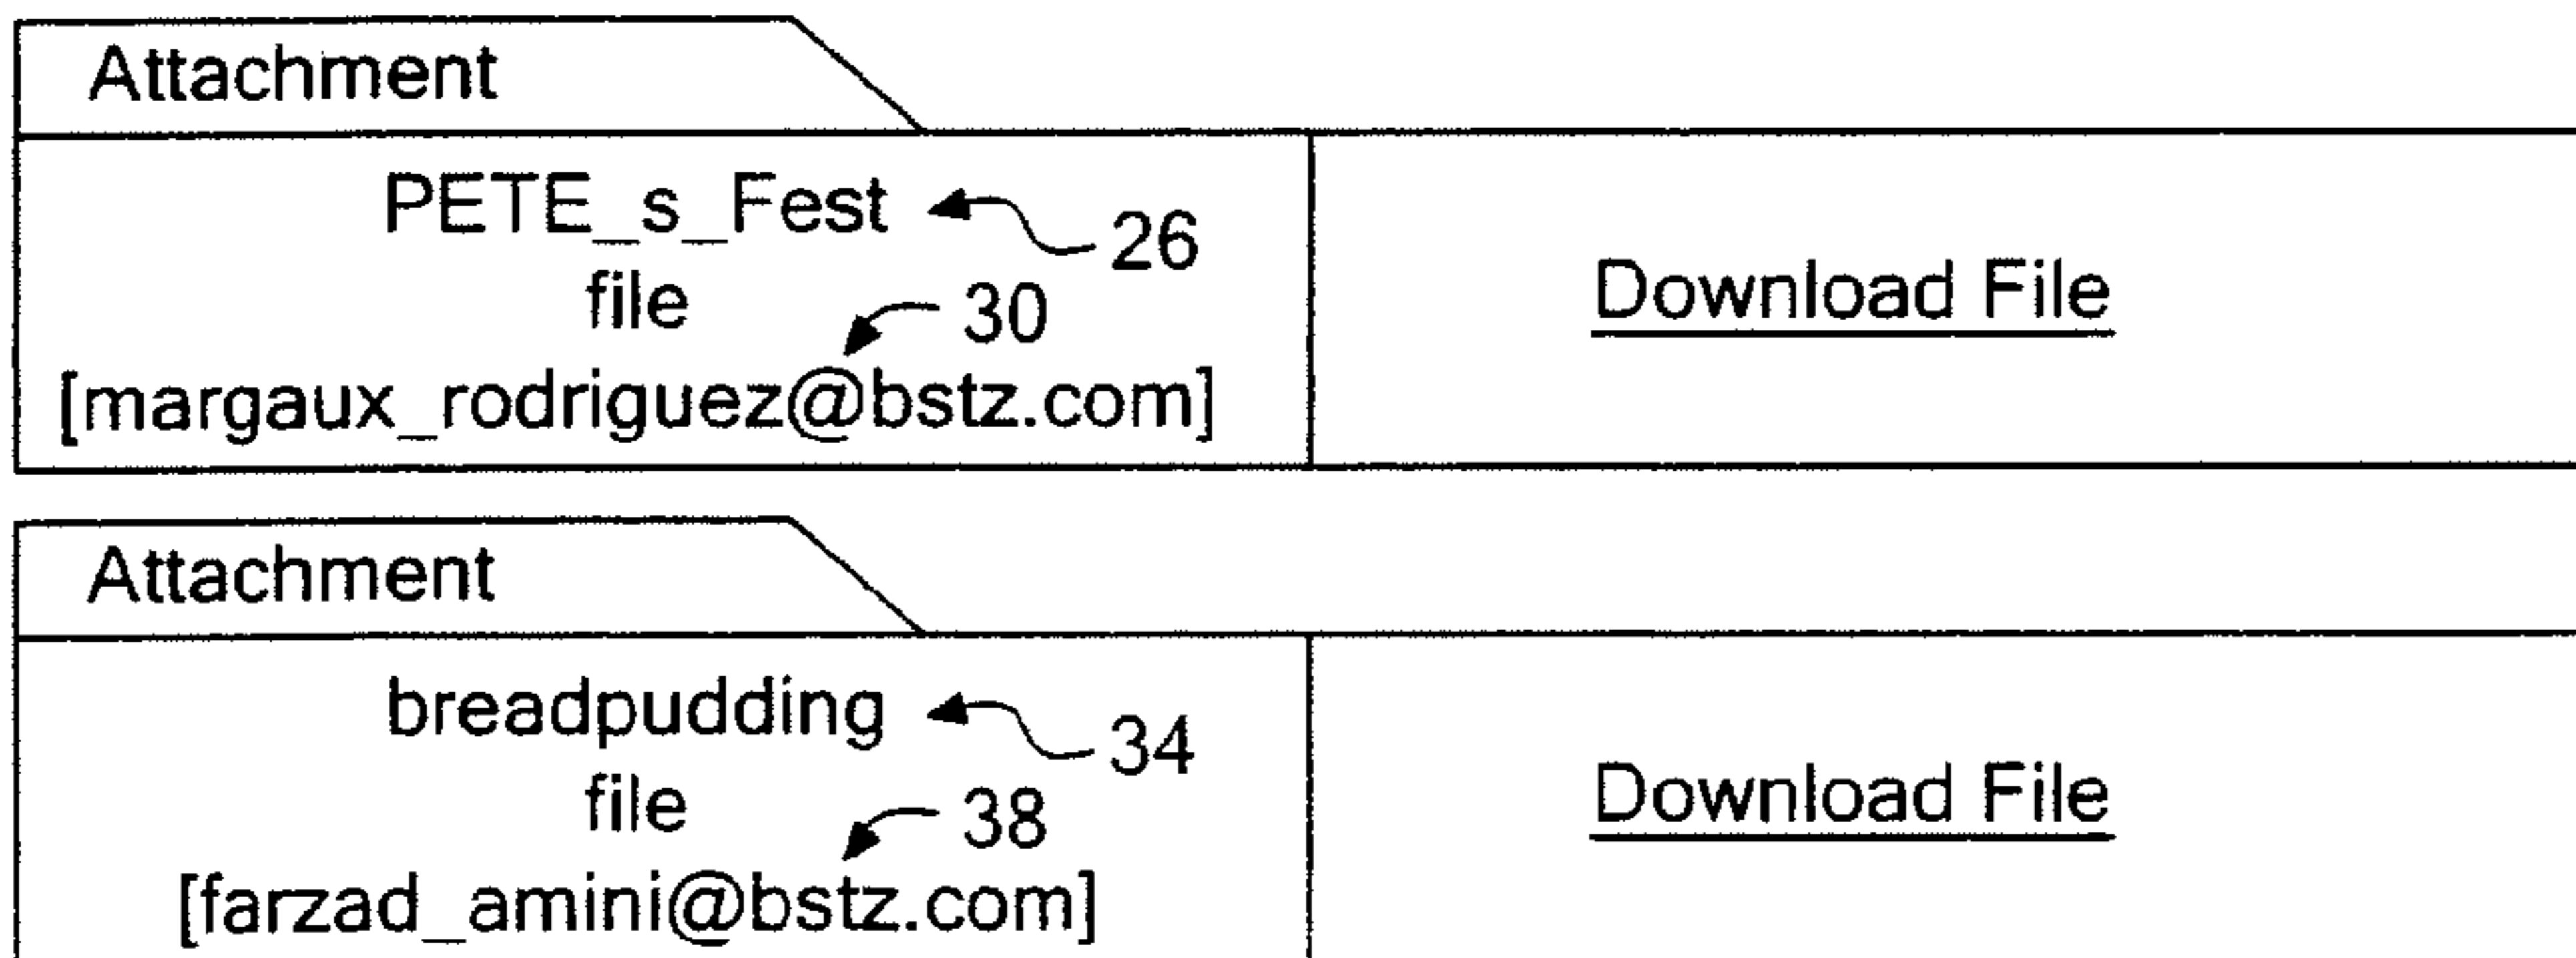 Attachment
PETE_s_Fest 26
file 30
[margaux_rodriguez@bstz.com]
Download File
Attachment
breadpudding 34
file 38
[farzad_amini@bstz.com]
Download File